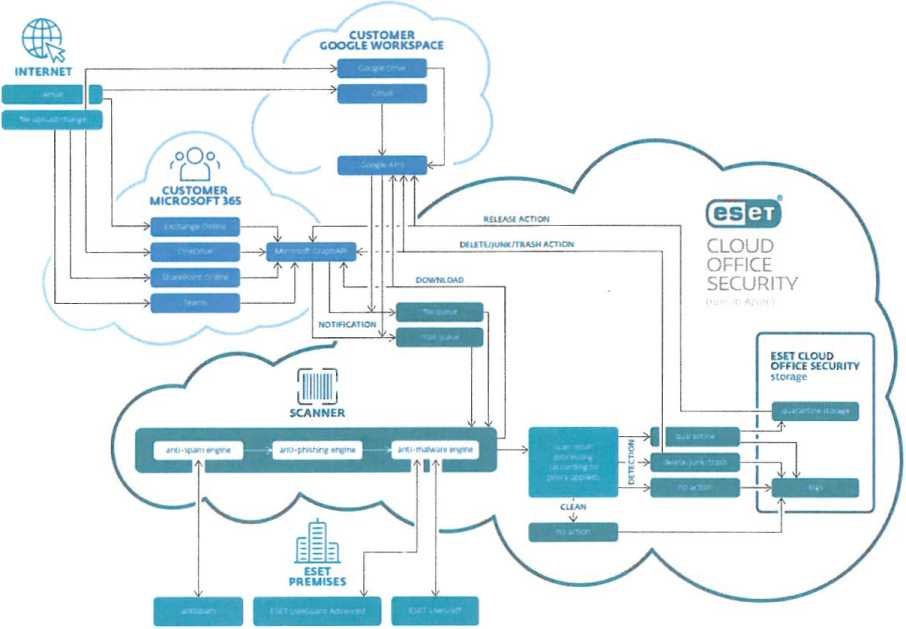 CUSTOMER
GOOGLE WORKSPACE
INTERNET
Google Drive
Gmail
email
file upload/change
Google APIs
CUSTOMER
MICROSOFT 365
Exchange Online
OneDrive
SharePoint Online
Teams
Microsoft GraphAPI
RELEASE ACTION
DELETE/JUNK/TRASH ACTION
DOWNLOAD
NOTIFICATION
file queue
mail queue
eseT®
CLOUD
OFFICE
SECURITY
(run in Azure)
ESET CLOUD
OFFICE SECURITY
storage
quarantine storage
logs
SCANNER
anti-spam engine
anti-phishing engine
anti-malware engine
scan result
processing
(according to
policy applied)
DETECTION
quarantine
delete/junk/trash
no action
CLEAN
no action
ESET
PREMISES
antispam
ESET LiveGuard Advanced
ESET LiveGrid®